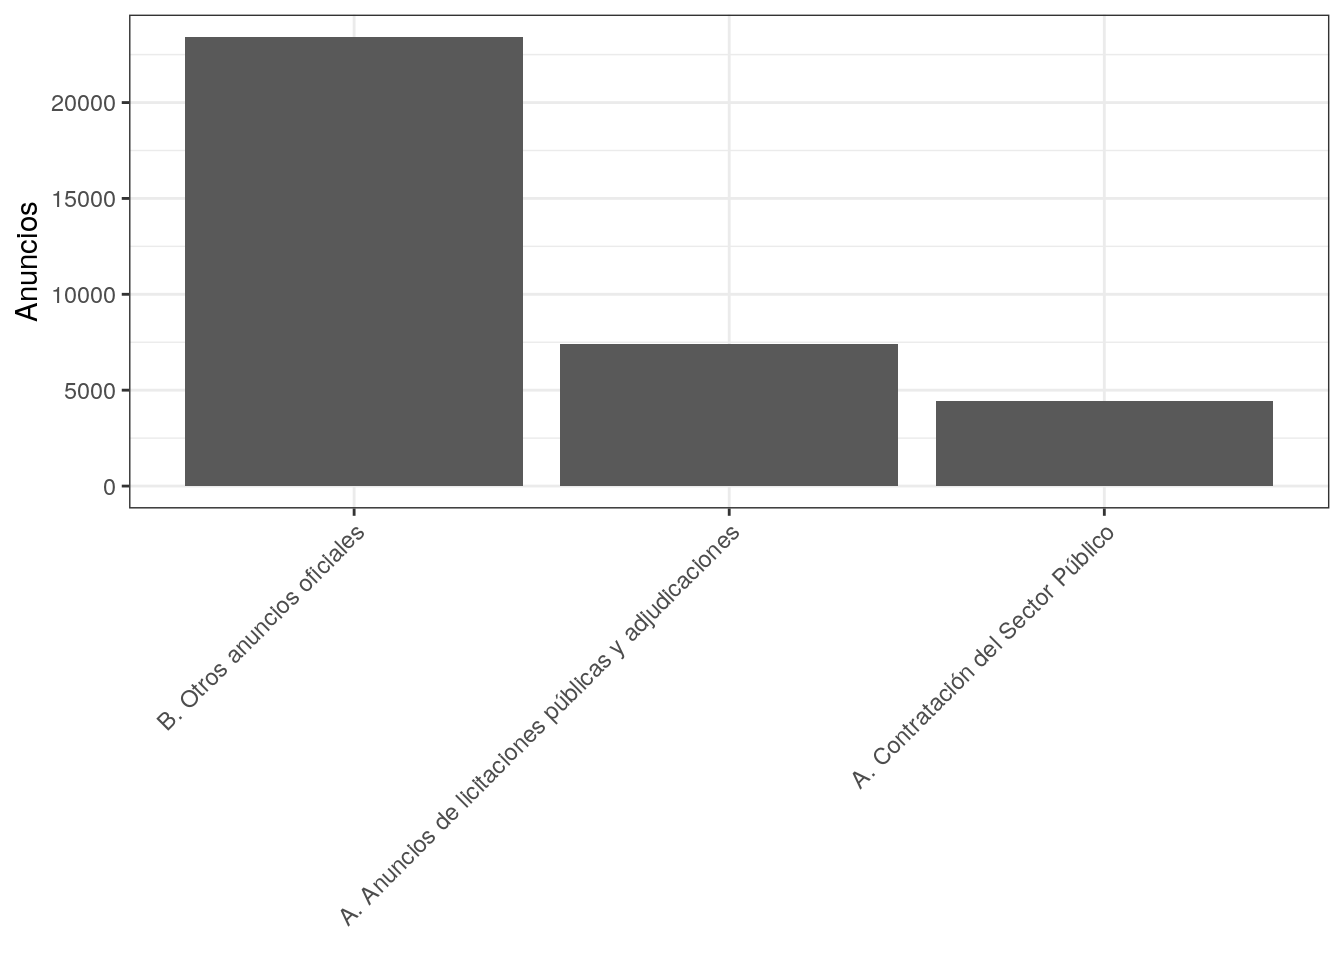 Anuncios
20000
15000
10000
5000
0
B. Otros anuncios oficiales
A. Anuncios de licitaciones públicas y adjudicaciones
A. Contratación del Sector Público